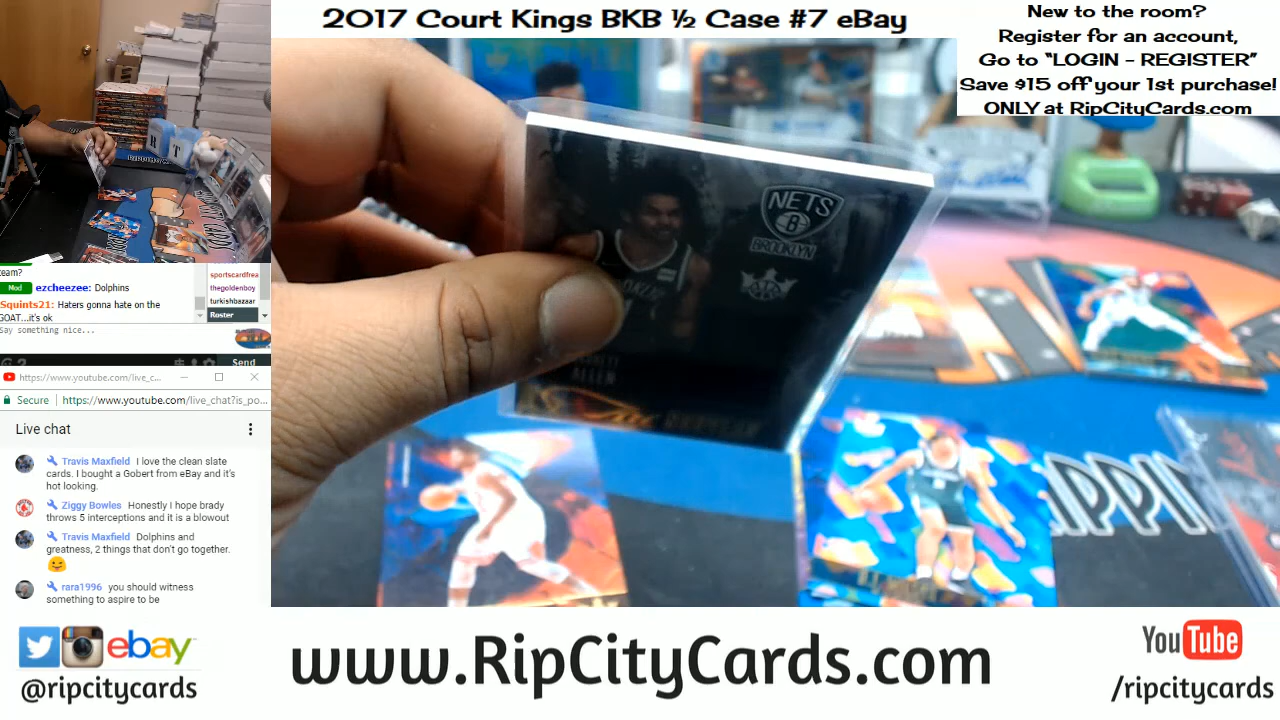 2017 Court Kings BKB ½ Case #7 eBay
New to the room?
Register for an account,
Go to “LOGIN - REGISTER”
Save $15 off your 1st purchase!
ONLY at RipCityCards.com
NETS
B
BROOKLYN
ALLEN
team?
Mod ezcheezee: Dolphins
Squints21: Haters gonna hate on the
GOAT...it's ok
Say something nice...
Send
sportscardfrea
thegoldenboy
turkishbazaar
Roster
https://www.youtube.com/live_c...
Secure https://www.youtube.com/live_chat?is_po...
Live chat
Travis Maxfield I love the clean slate
cards. I bought a Gobert from eBay and it's
hot looking.
Ziggy Bowles Honestly I hope brady
throws 5 interceptions and it is a blowout
Travis Maxfield Dolphins and
greatness, 2 things that don't go together.
rara1996 you should witness
something to aspire to be
ebay
@ripcitycards
www.RipCityCards.com
YouTube
/ripcitycards